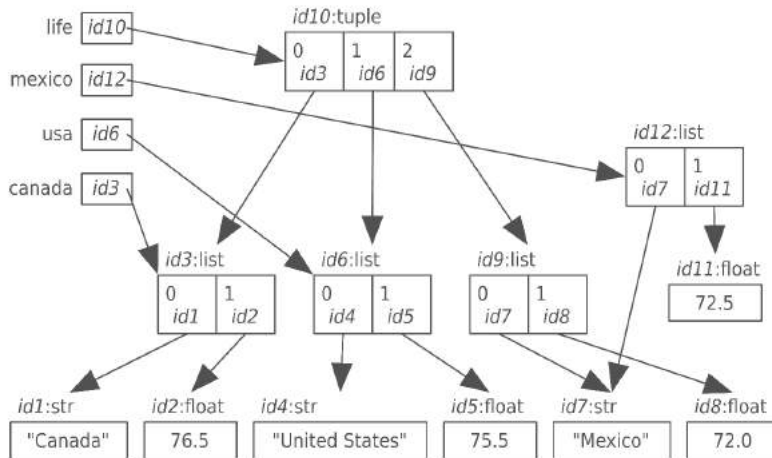 life id10
id10:tuple
0 1 2
id3 id6 id9
mexico id12
usa id6
canada id3
id12:list
0 1
id7 id11
id3:list
0 1
id1 id2
id6:list
0 1
id4 id5
id9:list
0 1
id7 id8
id11:float
72.5
id1:str
"Canada"
id2:float
76.5
id4:str
"United States"
id5:float
75.5
id7:str
"Mexico"
id8:float
72.0